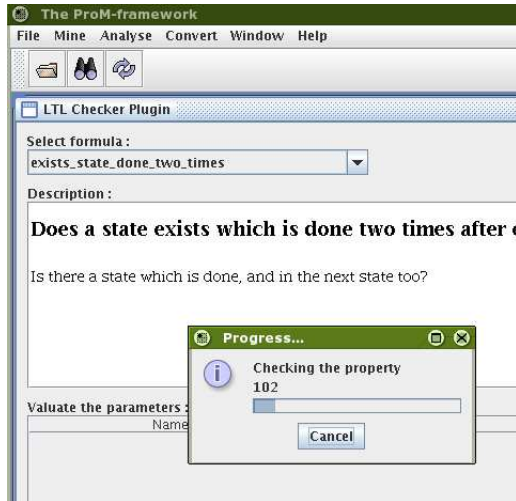 The ProM-framework
File Mine Analyse Convert Window Help
LTL Checker Plugin
Select formula :
exists_state_done_two_times
Description :
Does a state exists which is done two times after
Is there a state which is done, and in the next state too?
Progress...
Checking the property
102
Cancel
Valuate the parameters :
Name